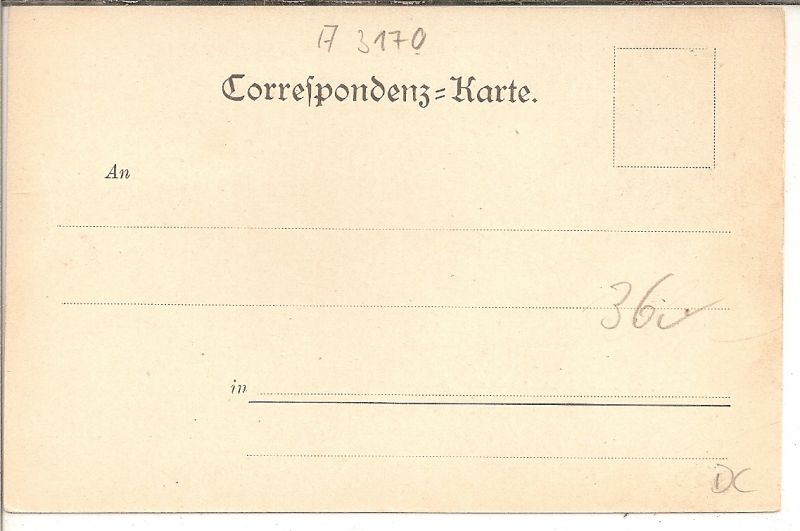 A 3170
Correſpondenz=Karte.
An
36
in
DC